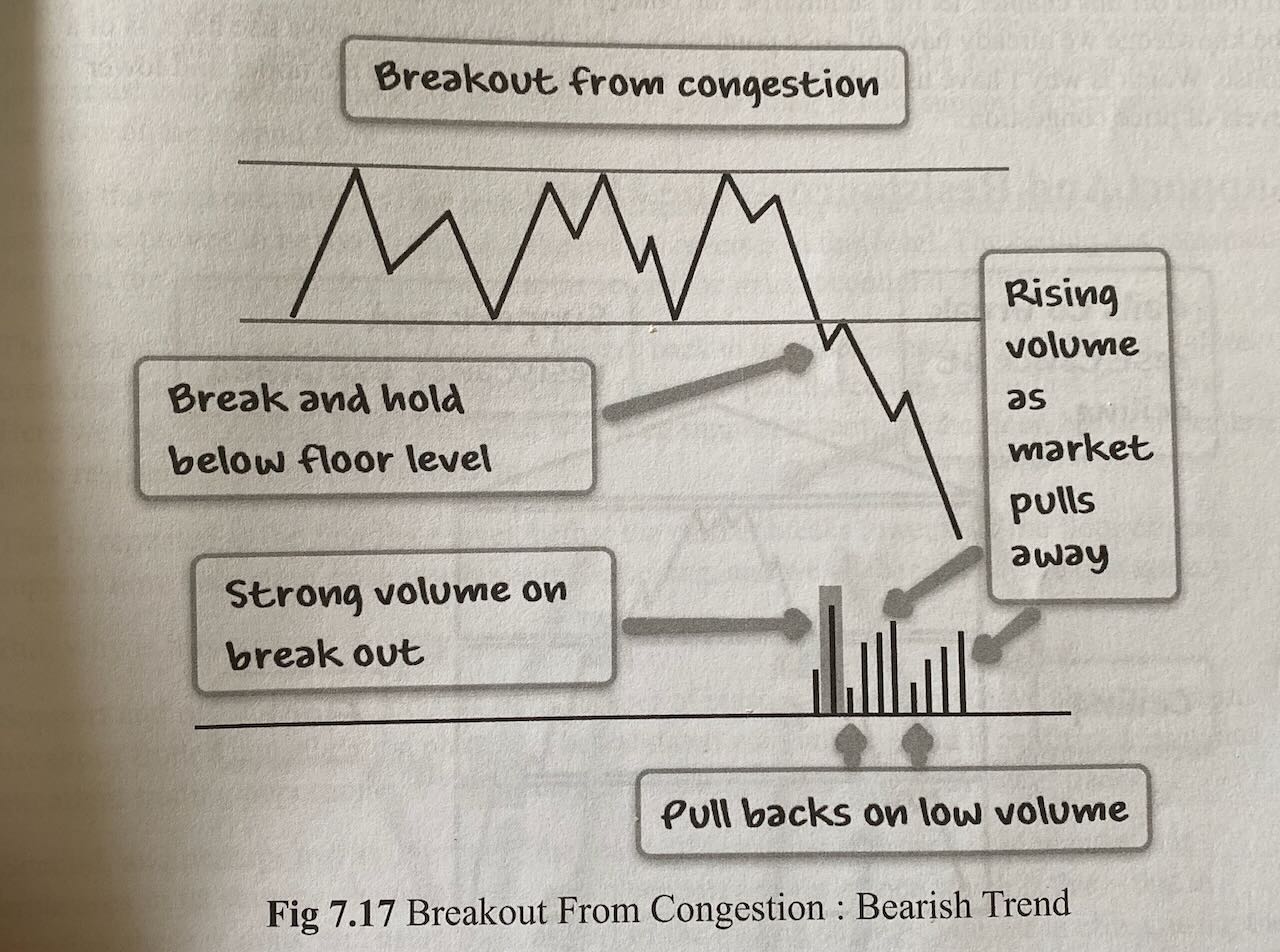 Breakout from congestion
Rising
volume
as
market
pulls
away
Break and hold
below floor level
Strong volume on
break out
Pull backs on low volume
Fig 7.17 Breakout From Congestion : Bearish Trend